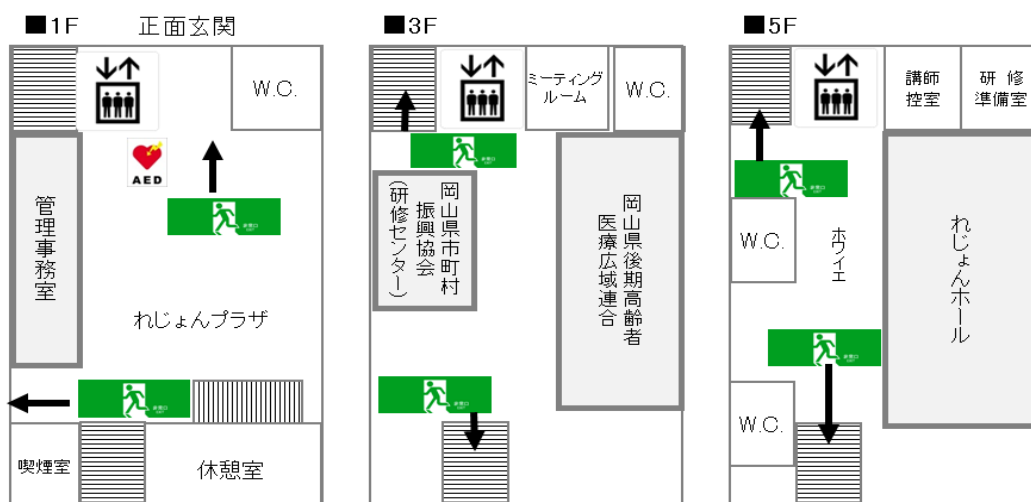 ■1F
正面玄関
W.C.
AED
管理事務室
れじょんプラザ
喫煙室
休憩室
■3F
ミーティング
ルーム
W.C.
岡山県市町村
振興協会
(研修センター)
岡山県後期高齢者
医療広域連合
■5F
講師
控室
研修
準備室
W.C.
ホワイエ
れじょんホール
W.C.